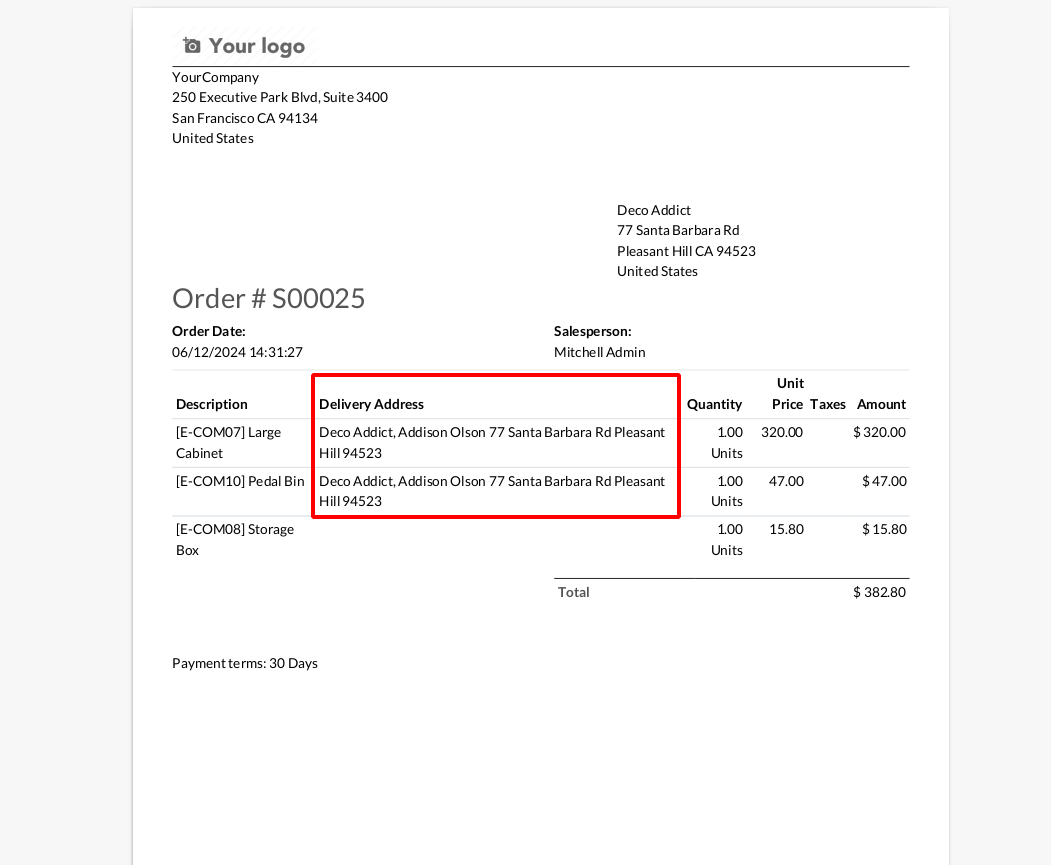 Your logo
YourCompany
250 Executive Park Blvd, Suite 3400
San Francisco CA 94134
United States
Deco Addict
77 Santa Barbara Rd
Pleasant Hill CA 94523
United States
Order # S00025
Order Date: Salesperson:
06/12/2024 14:31:27 Mitchell Admin
Unit
Description Delivery Address Quantity Price Taxes Amount
[E-COM07] Large Deco Addict, Addison Olson 77 Santa Barbara Rd Pleasant 1.00 320.00 $ 320.00
Cabinet Hill 94523 Units
[E-COM10] Pedal Bin Deco Addict, Addison Olson 77 Santa Barbara Rd Pleasant 1.00 47.00 $ 47.00
Hill 94523 Units
[E-COM08] Storage 1.00 15.80 $ 15.80
Box Units
Total $ 382.80
Payment terms: 30 Days